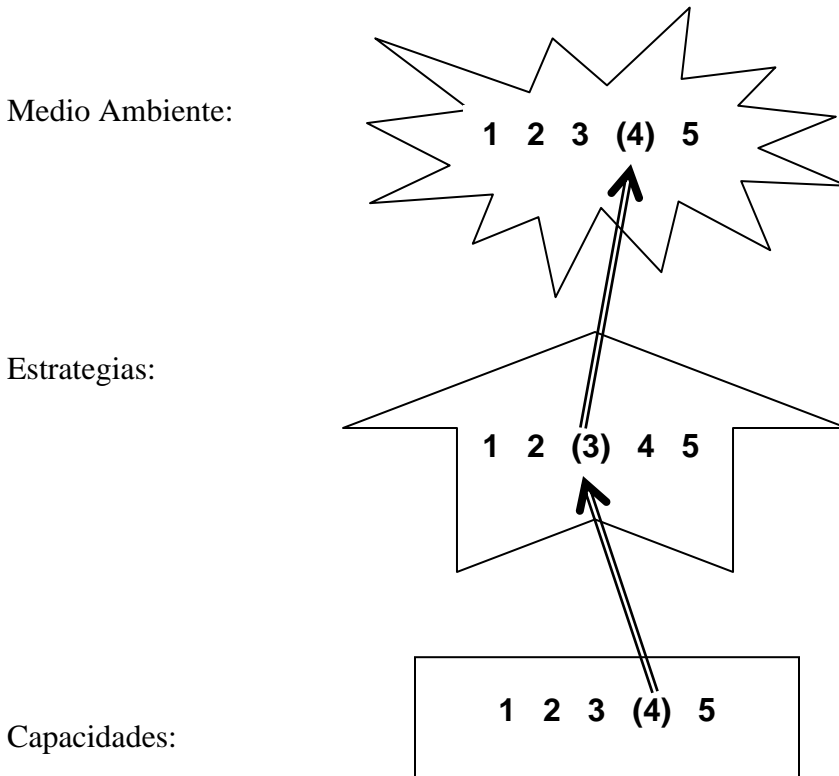 Medio Ambiente:
1 2 3 (4) 5
Estrategias:
1 2 (3) 4 5
1 2 3 (4) 5
Capacidades: